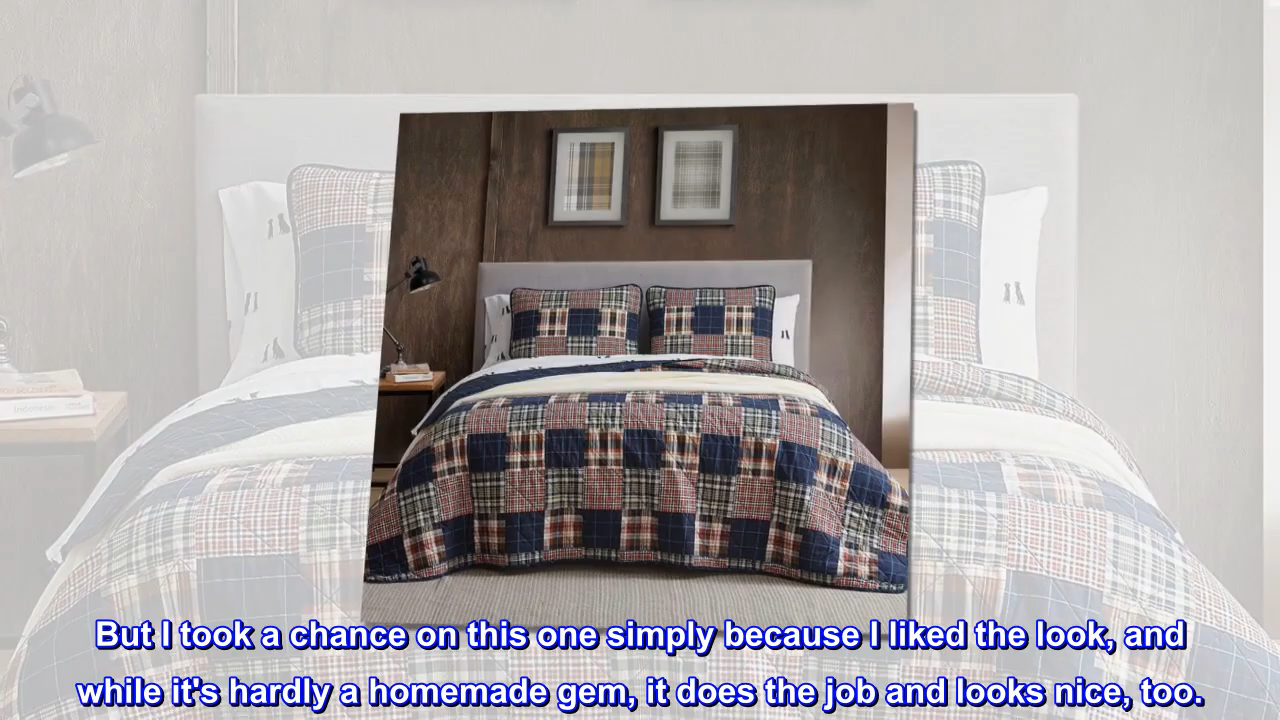 Indonesia
But I took a chance on this one simply because I liked the look, and
while it's hardly a homemade gem, it does the job and looks nice, too.